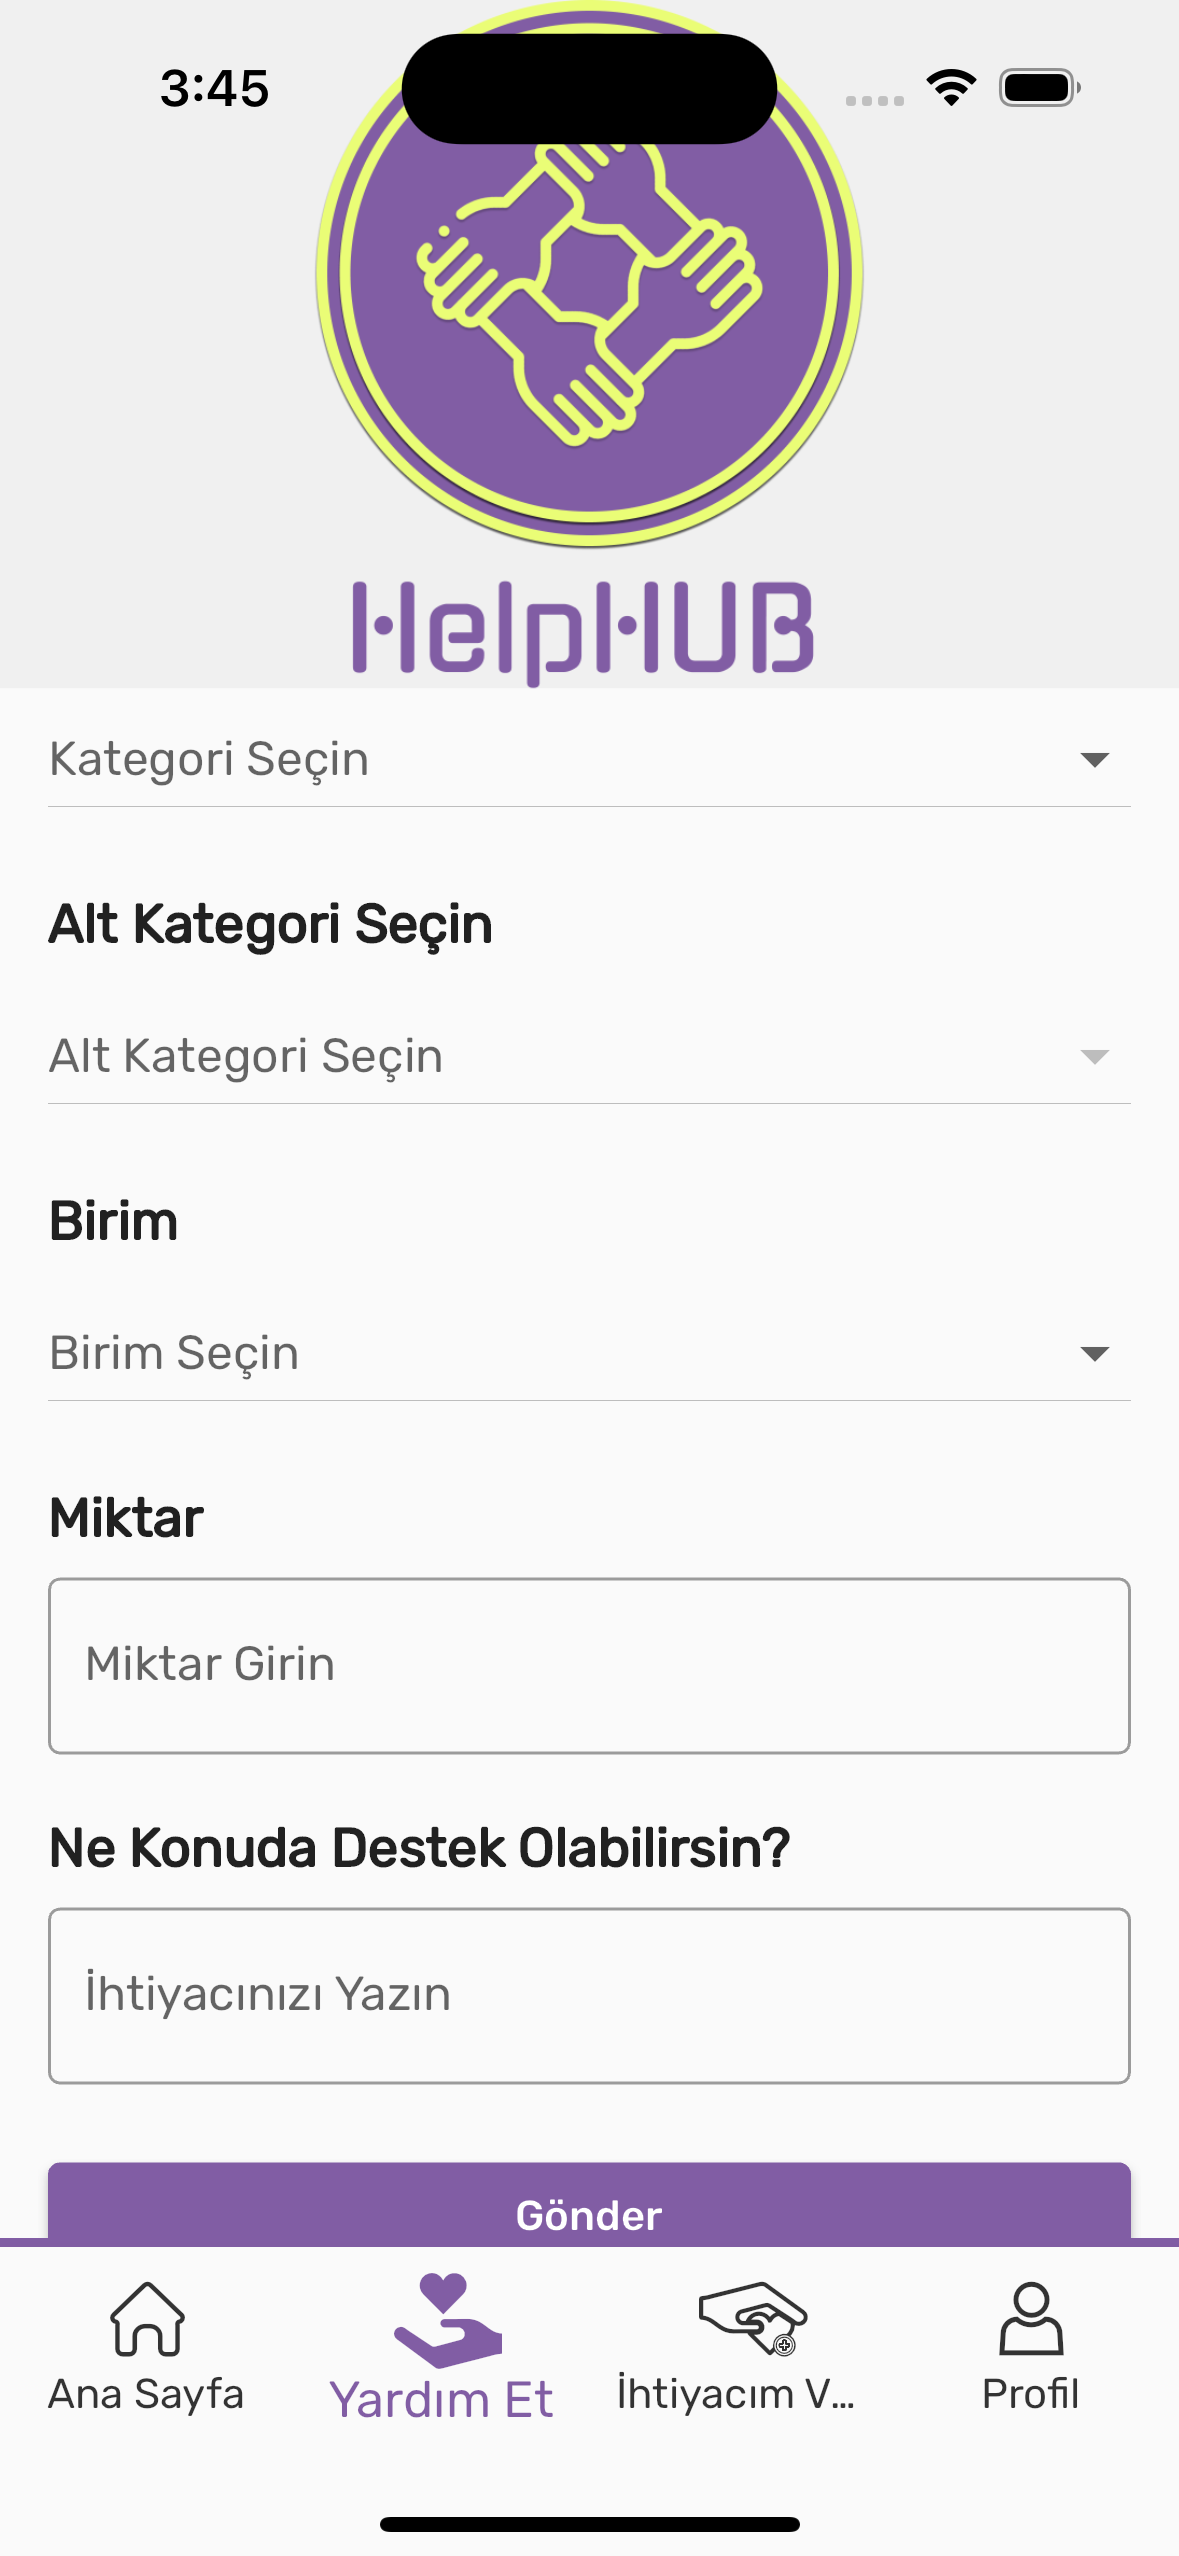 3:45
HelpHUB
Kategori Seçin
Alt Kategori Seçin
Alt Kategori Seçin
Birim
Birim Seçin
Miktar
Miktar Girin
Ne Konuda Destek Olabilirsin?
İhtiyacınızı Yazın
Gönder
Ana Sayfa
Yardım Et
İhtiyacım V...
Profil